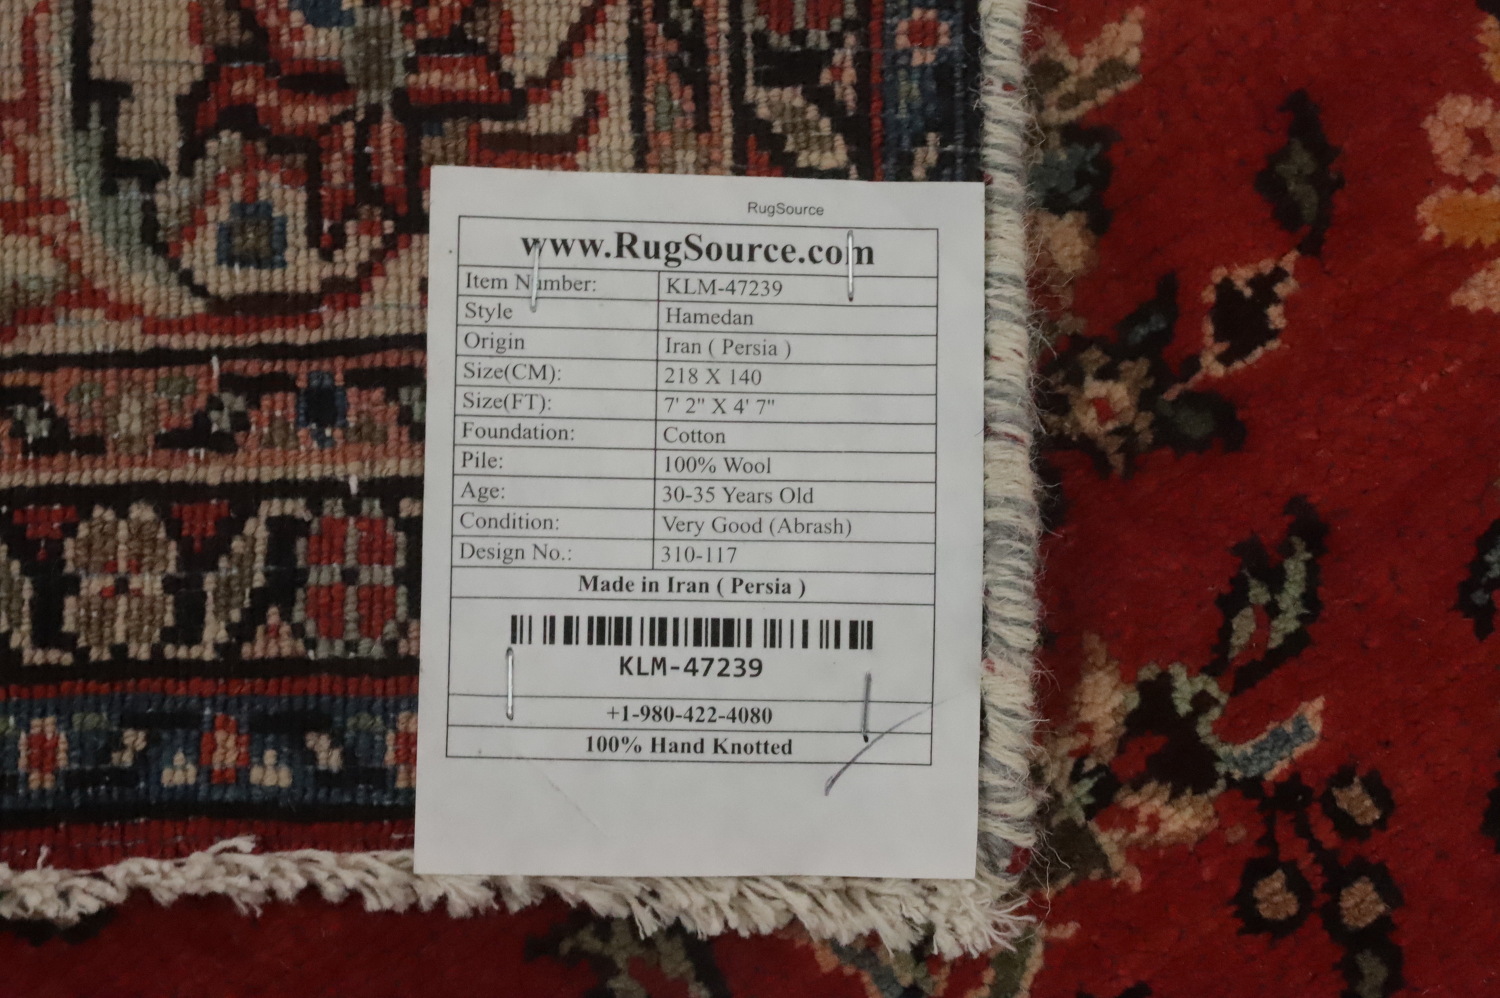 RugSource
www.RugSource.com
Item Number: KLM-47239
Style Hamedan
Origin Iran ( Persia )
Size(CM): 218 X 140
Size(FT): 7' 2" X 4' 7"
Foundation: Cotton
Pile: 100% Wool
Age: 30-35 Years Old
Condition: Very Good (Abrash)
Design No.: 310-117
Made in Iran ( Persia )
KLM-47239
+1-980-422-4080
100% Hand Knotted